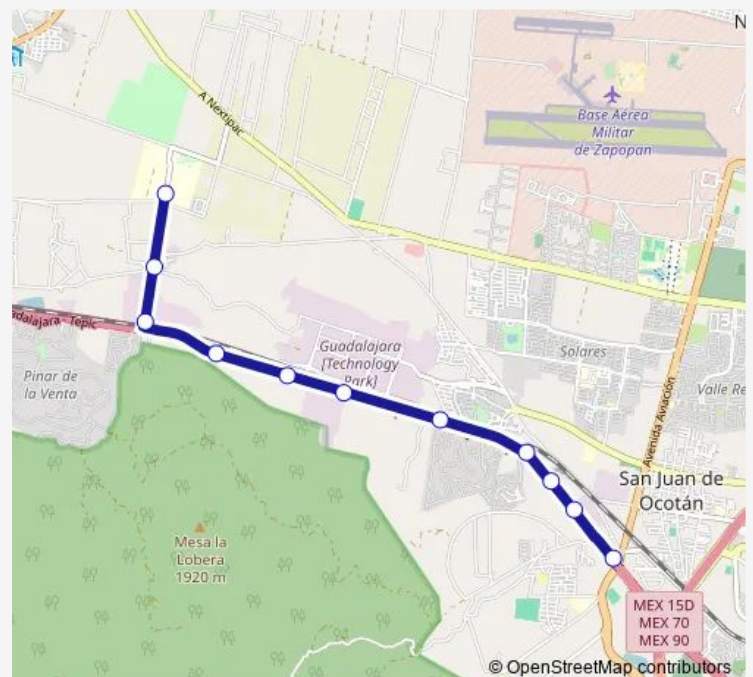 N
A Nextipac
Base Aérea
Militar
de Zapopan
dalajara - Tepic
Pinar de
la Venta
Guadalajara
[Technology
Park]
Solares
Valle Re
Avenida Aviación
San Juan de
Ocotán
Mesa la
Lobera
1920 m
MEX 15D
MEX 70
MEX 90
© OpenStreetMap contributors